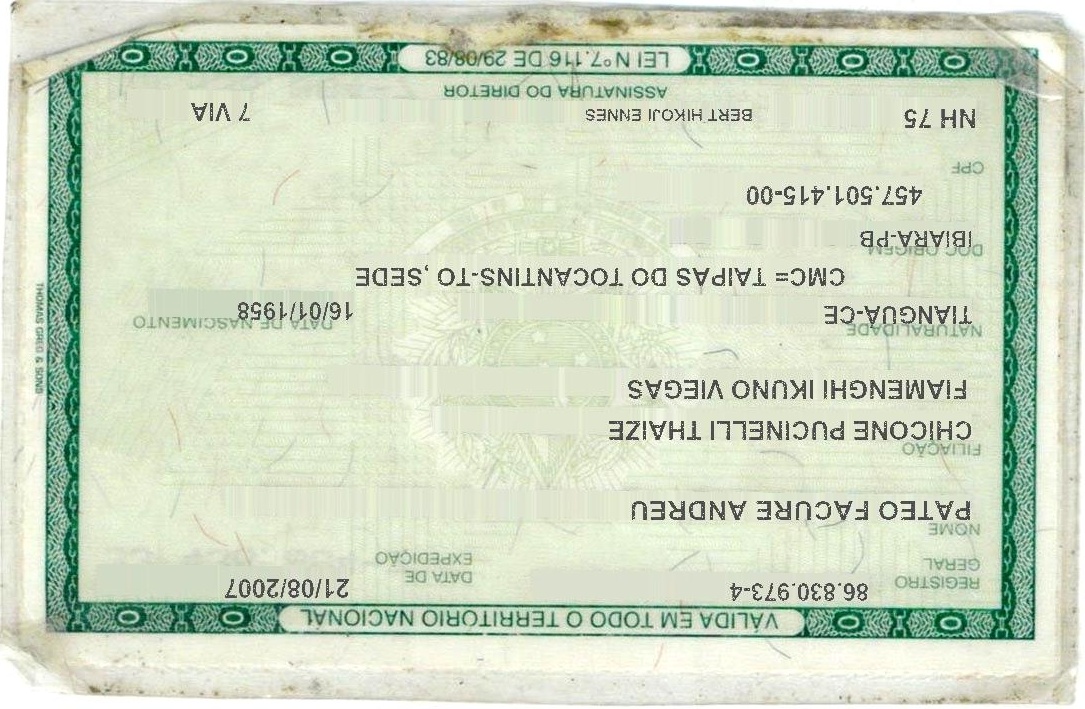 VÁLIDA EM TODO O TERRITÓRIO NACIONAL
REGISTRO GERAL 86.830.973-4 DATA DE EXPEDIÇÃO 21/08/2007
NOME
PATEO FACURE ANDREU
FILIAÇÃO
CHICONE PUCINELLI THAIZE
FIAMENGHI IKUNO VIEGAS
NATURALIDADE DATA DE NASCIMENTO
TIANGUÁ-CE 16/01/1958
CMC= TAIPAS DO TOCANTINS-TO, SEDE
DOC ORIGEM
IBIARA-PB
457.501.415-00
CPF
NH 75 BERT HIKOJI ENNES 7 VIA
ASSINATURA DO DIRETOR
LEI Nº 7.116 DE 29/08/83
THOMAS GREG & SONS